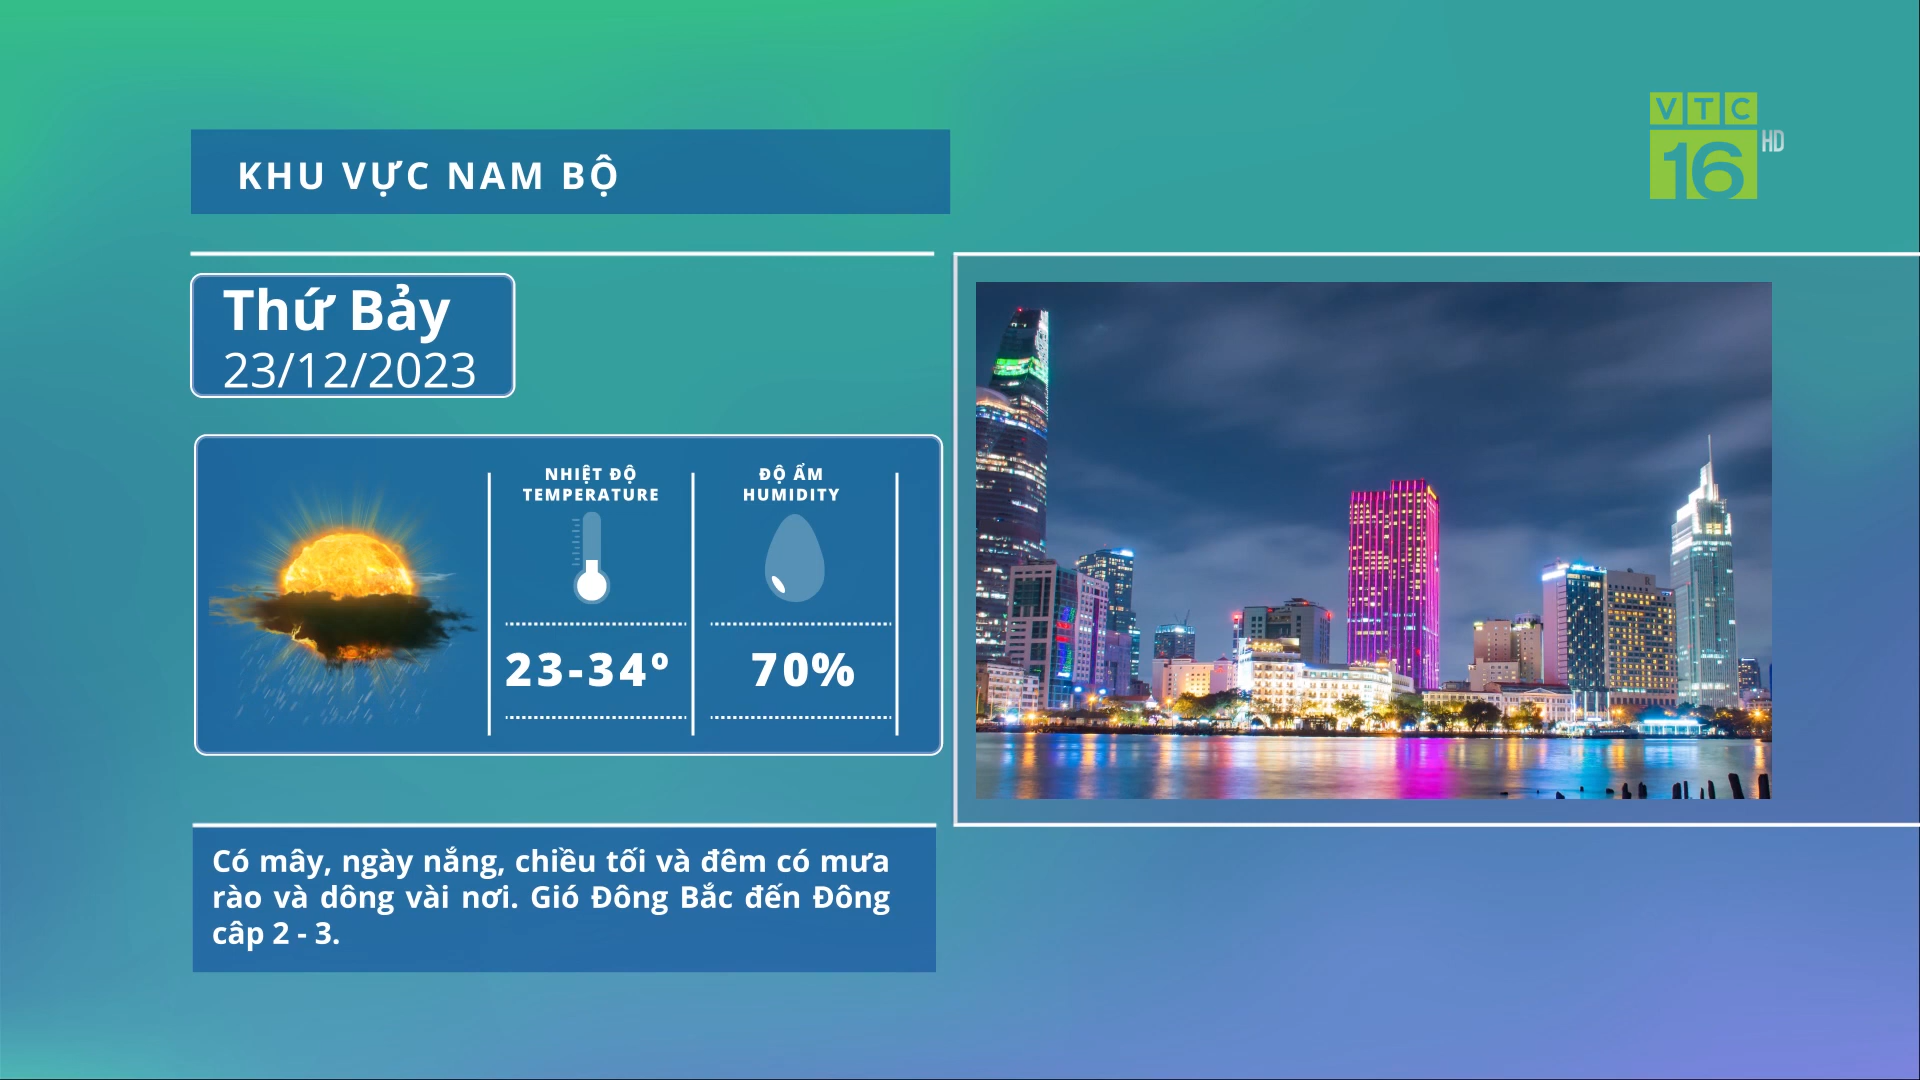 VTC
16 HD
KHU VỰC NAM BỘ
Thứ Bảy
23/12/2023
NHIỆT ĐỘ
TEMPERATURE
23-34º
ĐỘ ẨM
HUMIDITY
70%
Có mây, ngày nắng, chiều tối và đêm có mưa
rào và dông vài nơi. Gió Đông Bắc đến Đông
câp 2 - 3.